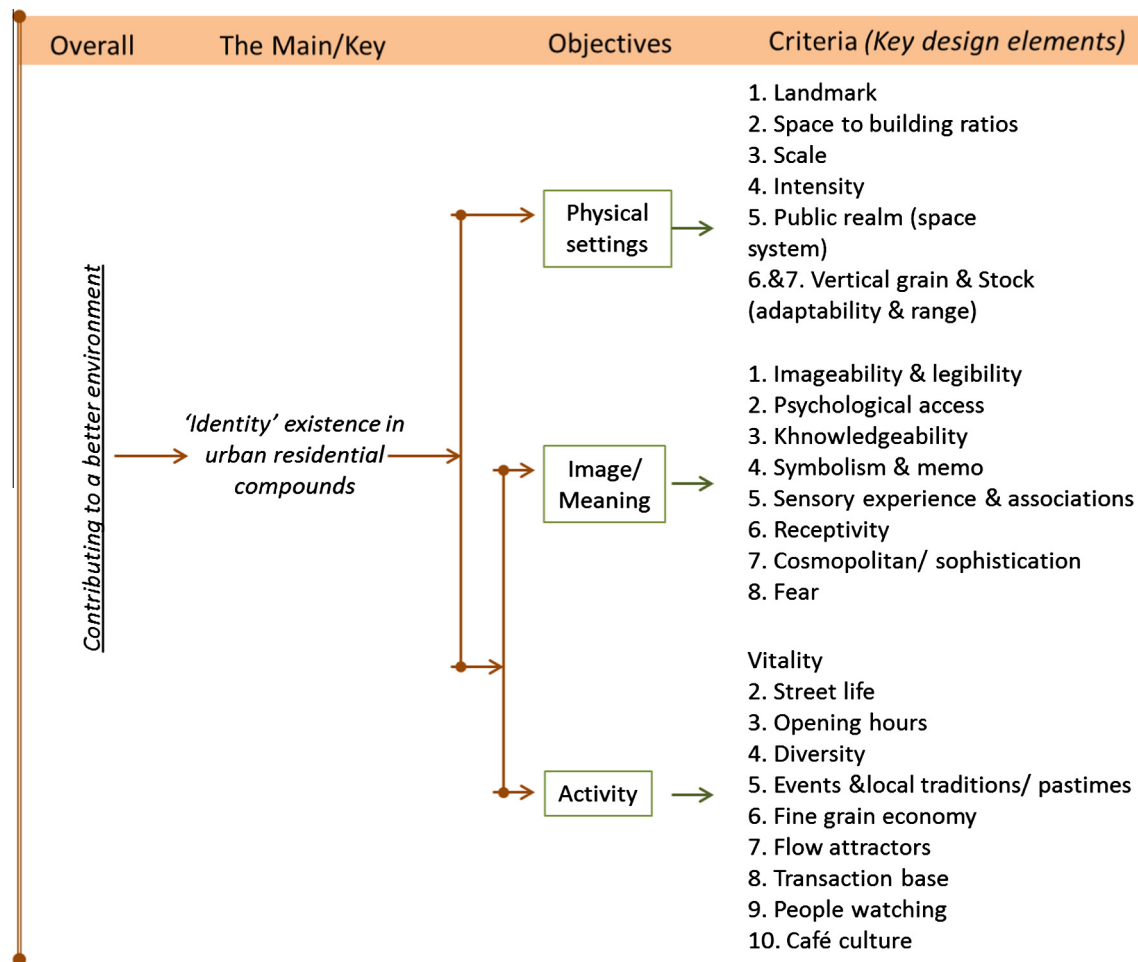 Overall
The Main/Key
Objectives
Criteria (Key design elements)
Contributing to a better environment
‘Identity’ existence in
urban residential
compounds
Physical
settings
1. Landmark
2. Space to building ratios
3. Scale
4. Intensity
5. Public realm (space
system)
6.&7. Vertical grain & Stock
(adaptability & range)
Image/
Meaning
1. Imageability & legibility
2. Psychological access
3. Khnowledgeability
4. Symbolism & memo
5. Sensory experience & associations
6. Receptivity
7. Cosmopolitan/ sophistication
8. Fear
Activity
Vitality
2. Street life
3. Opening hours
4. Diversity
5. Events &local traditions/ pastimes
6. Fine grain economy
7. Flow attractors
8. Transaction base
9. People watching
10. Café culture